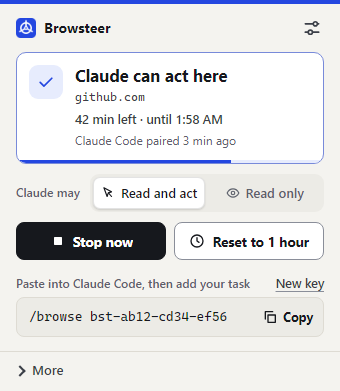 Browsteer
Claude can act here
github.com
42 min left · until 1:58 AM
Claude Code paired 3 min ago
Claude may
Read and act
Read only
Stop now
Reset to 1 hour
Paste into Claude Code, then add your task
New key
/browse bst-ab12-cd34-ef56
Copy
More